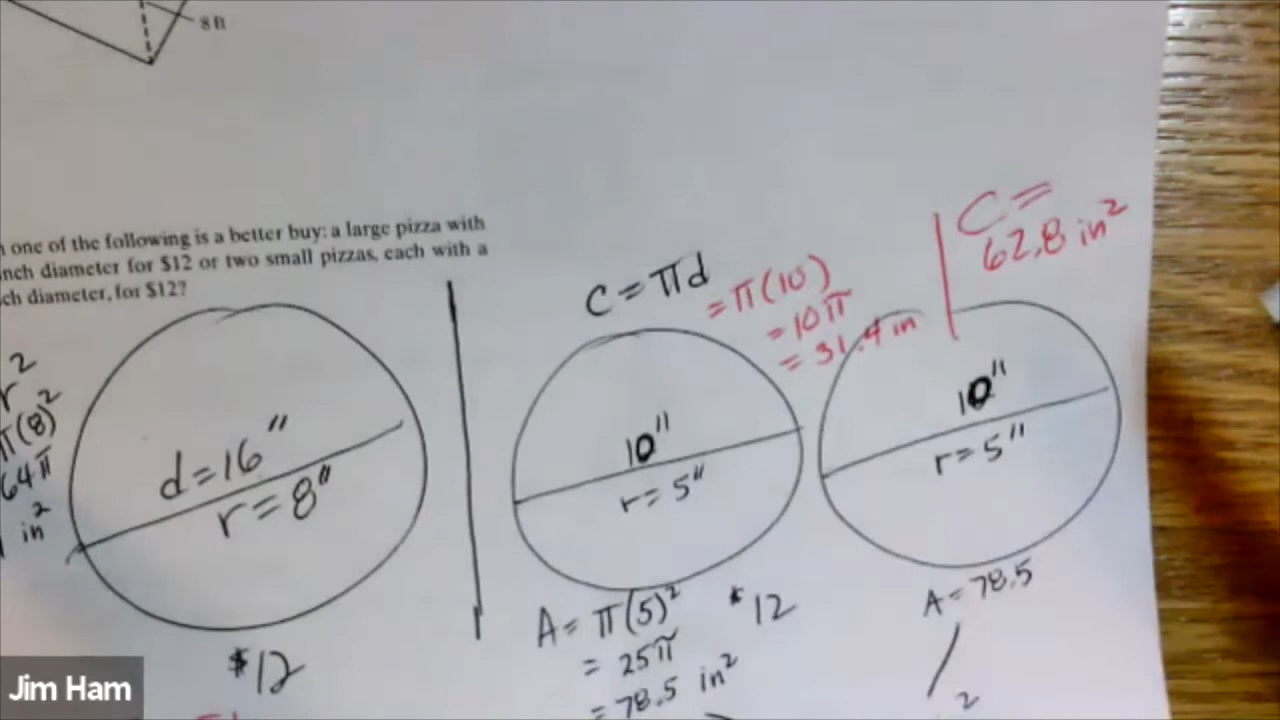 8 ft
one of the following is a better buy: a large pizza with
inch diameter for $12 or two small pizzas, each with a
ch diameter, for $12?
C =
62.8 in²
C = πd
= π(10)
= 10π
= 31.4 in
r²
π(8)²
64π
in²
d = 16"
r = 8"
$12
10"
r = 5"
10"
r = 5"
A = π(5)²
= 25π
= 78.5 in²
$12
A = 78.5
2
Jim Ham